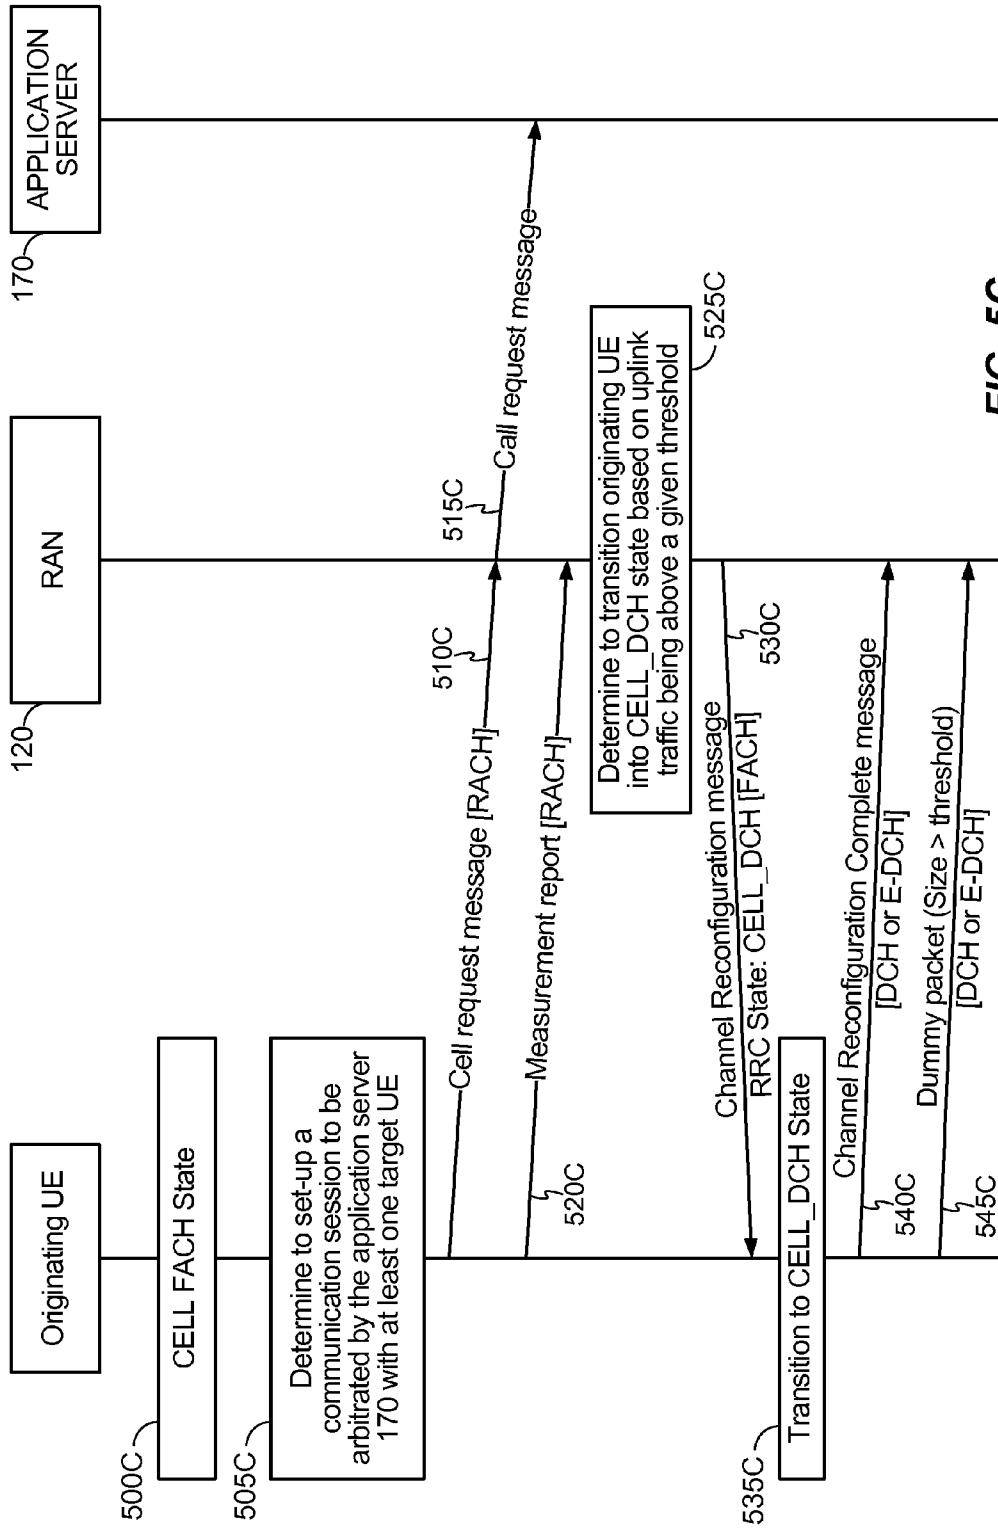 Originating UE
120
RAN
170
APPLICATION
SERVER
500C
CELL FACH State
505C
Determine to set-up a
communication session to be
arbitrated by the application server
170 with at least one target UE
Cell request message [RACH]
510C
515C
Call request message
520C
Measurement report [RACH]
Determine to transition originating UE
into CELL_DCH state based on uplink
traffic being above a given threshold
525C
Channel Reconfiguration message
RRC State: CELL_DCH [FACH]
530C
535C
Transition to CELL_DCH State
Channel Reconfiguration Complete message
[DCH or E-DCH]
540C
Dummy packet (Size > threshold)
[DCH or E-DCH]
545C
FIG. 5C